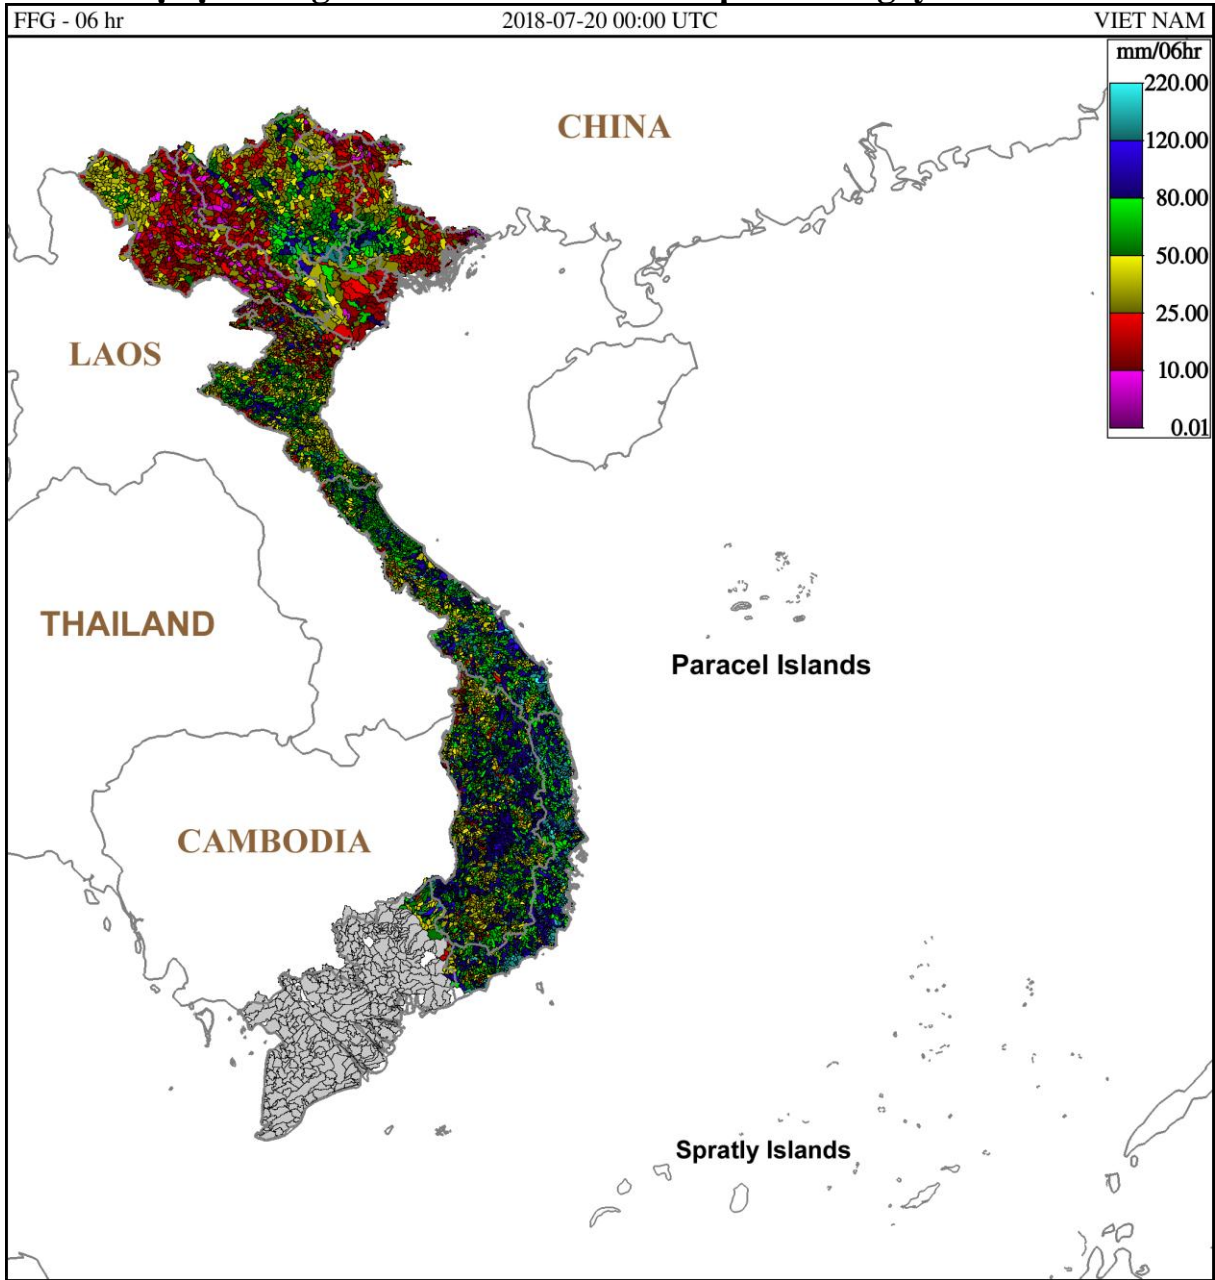 FFG - 06 hr 2018-07-20 00:00 UTC VIET NAM
mm/06hr
220.00
120.00
80.00
50.00
25.00
10.00
0.01
CHINA
LAOS
THAILAND
Paracel Islands
CAMBODIA
Spratly Islands